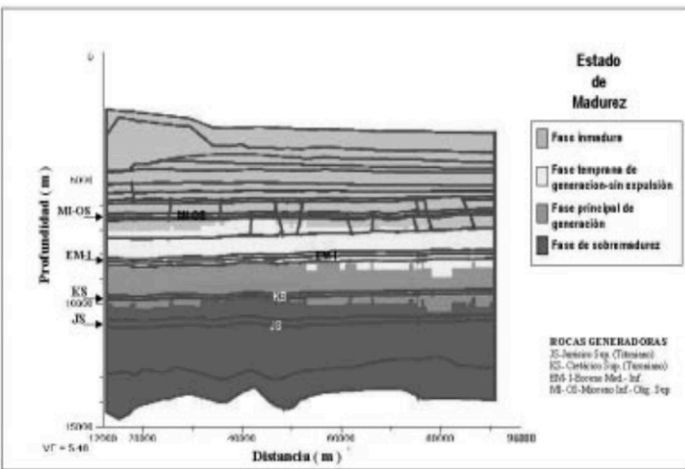 Estado
de
Madurez
Fase inmadura
Fase temprana de
generacion-sin expulsión
Fase principal de
generación
Fase de sobremadurez
Profundidad ( m )
0
5000
10000
15000
MI-OS
EM-I
KS
JS
MI-OS
EM-I
KS
JS
12000 20000 40000 60000 80000 96000
VE = 5.46
Distancia ( m )
ROCAS GENERADORAS
JS-Jurásico Sup. (Titoniano)
KS- Cretácico Sup. (Turoniano)
EM- I-Eoceno Med.- Inf.
MI- OS-Mioceno Inf.- Olig. Sup